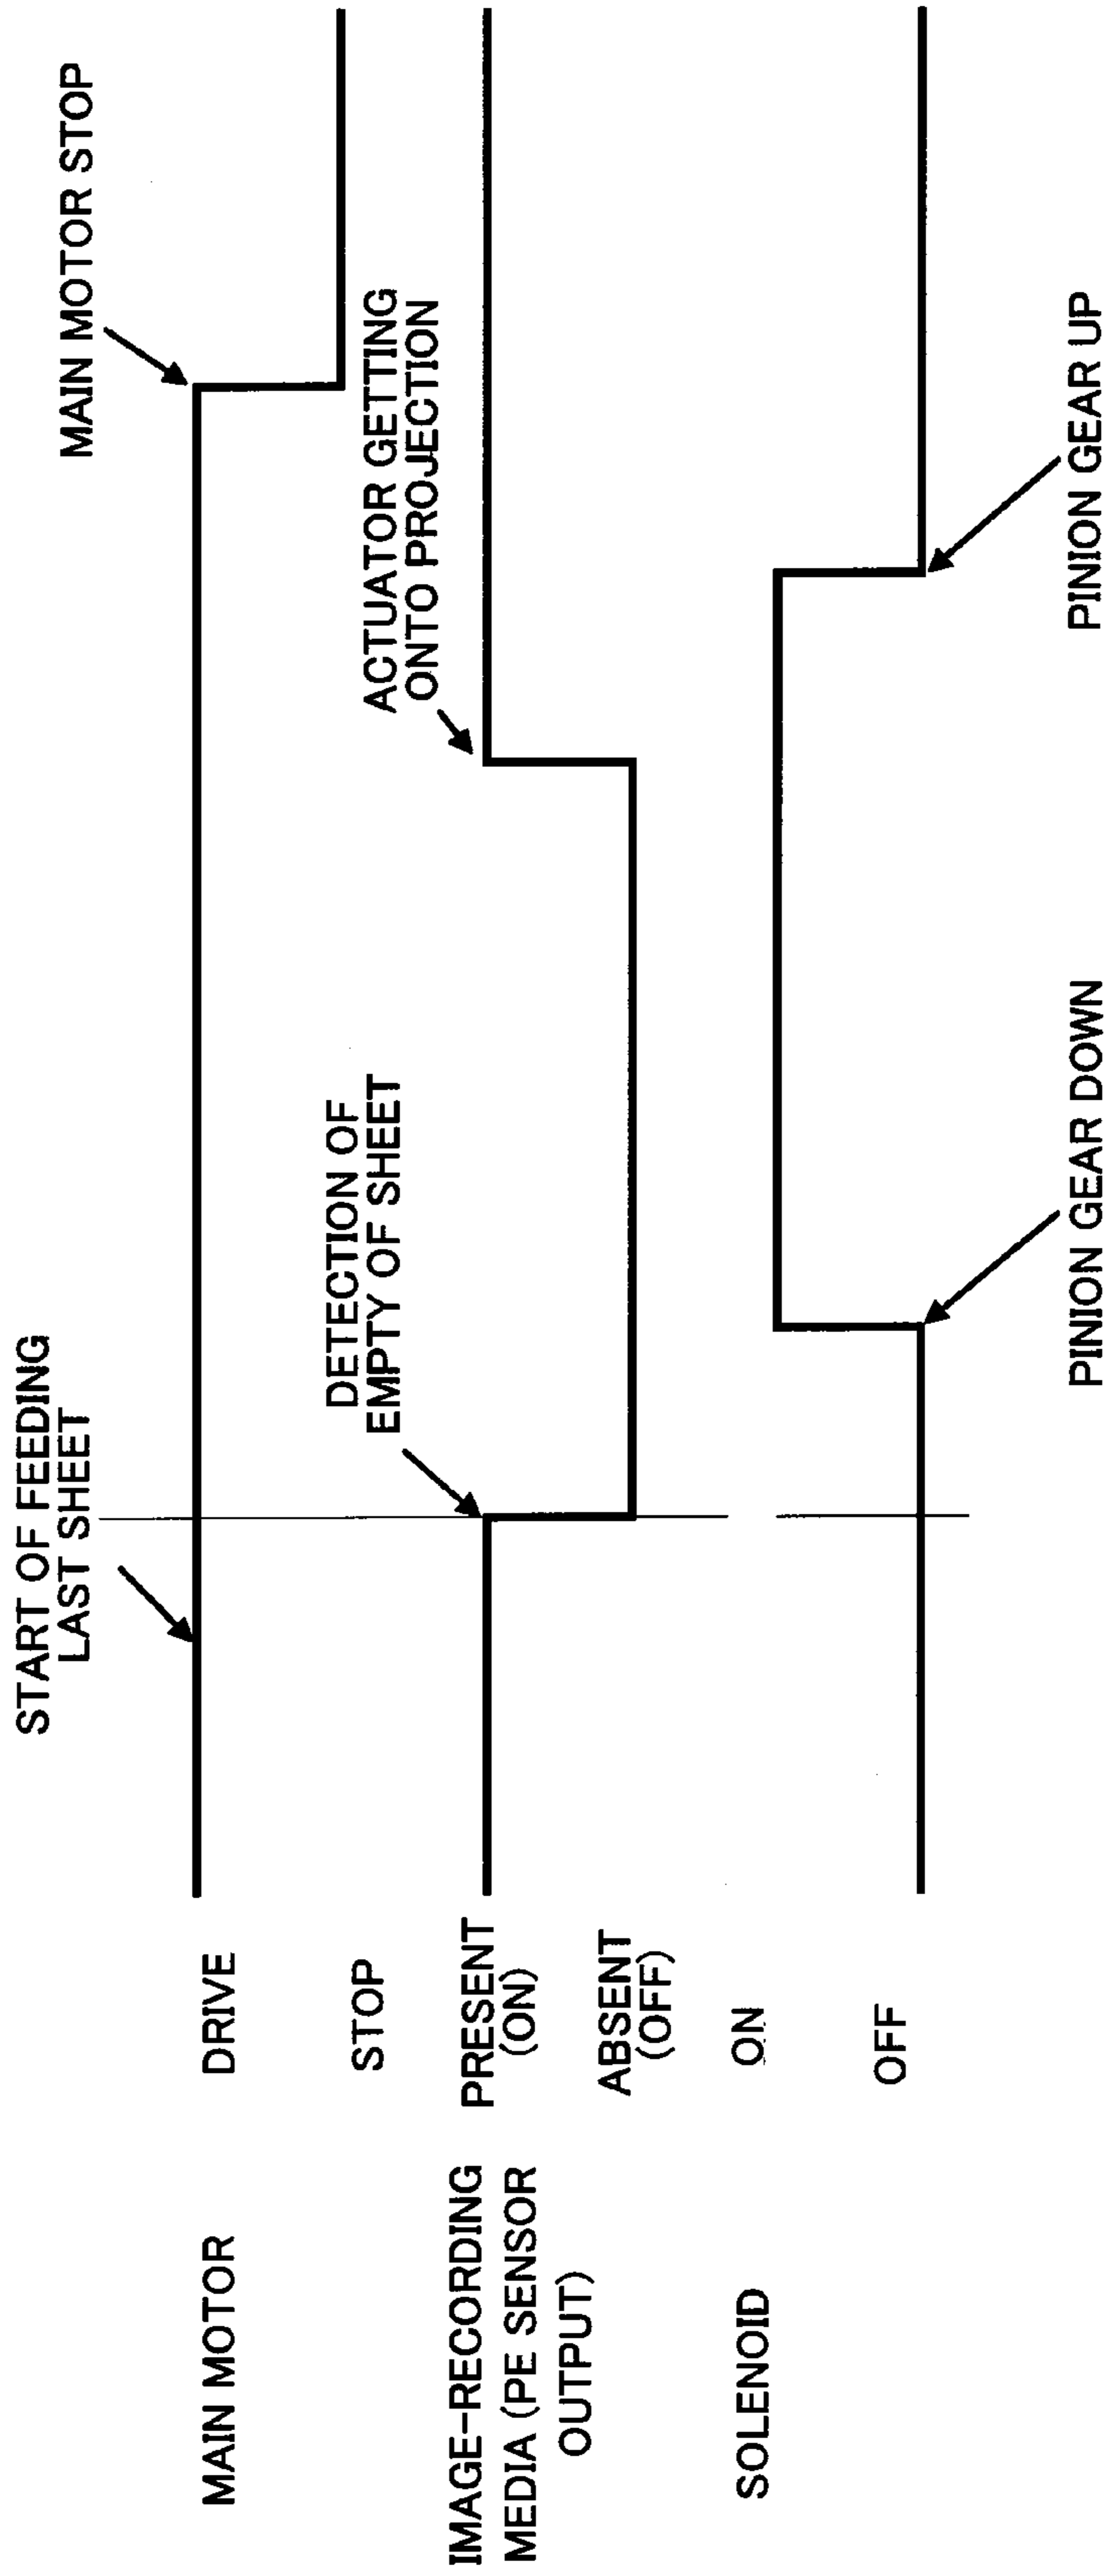 START OF FEEDING
LAST SHEET
MAIN MOTOR STOP
MAIN MOTOR
DRIVE
STOP
DETECTION OF
EMPTY OF SHEET
ACTUATOR GETTING
ONTO PROJECTION
IMAGE-RECORDING
MEDIA (PE SENSOR
OUTPUT)
PRESENT
(ON)
ABSENT
(OFF)
SOLENOID
ON
OFF
PINION GEAR DOWN
PINION GEAR UP